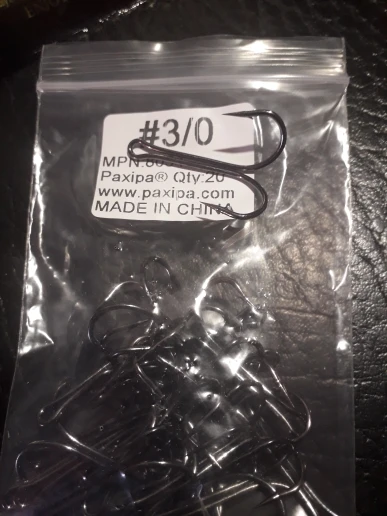 #3/0
MPN:
Paxipa® Qty:20
www.paxipa.com
MADE IN CHINA